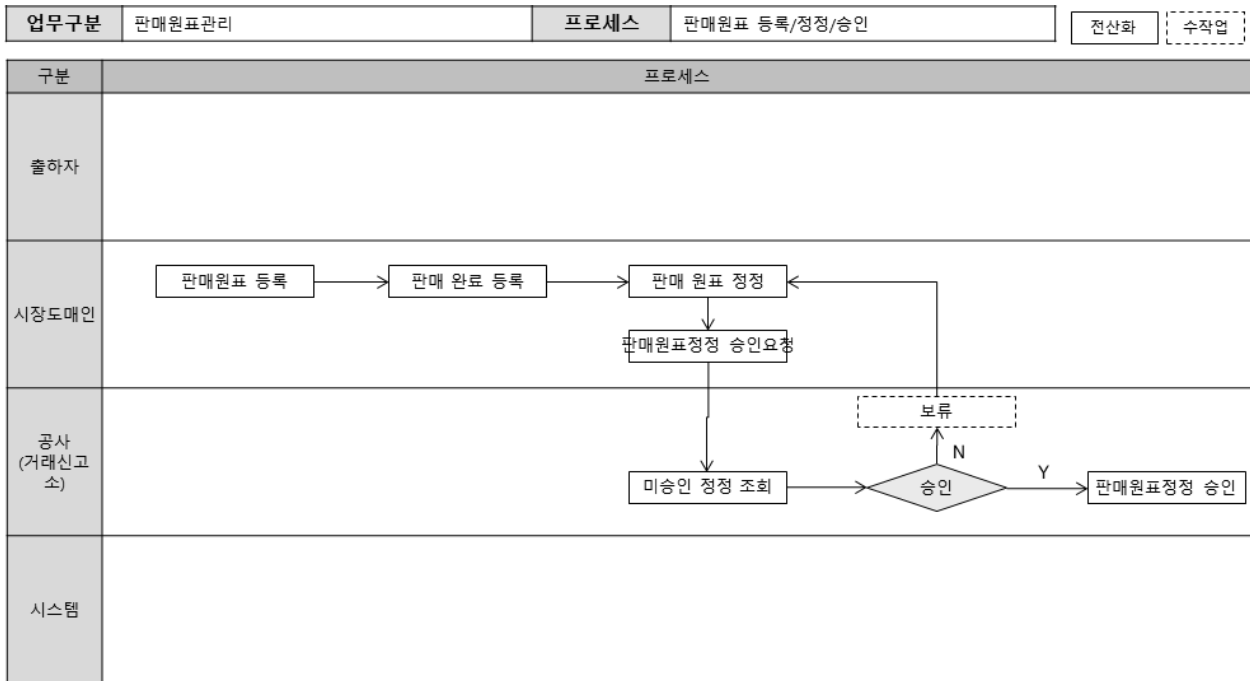 업무구분 판매원표관리 프로세스 판매원표 등록/정정/승인 전산화 수작업
구분 프로세스
출하자
시장도매인
판매원표 등록 판매 완료 등록 판매 원표 정정
판매원표정정 승인요청
공사
(거래신고
소)
보류
N
미승인 정정 조회 승인 Y 판매원표정정 승인
시스템